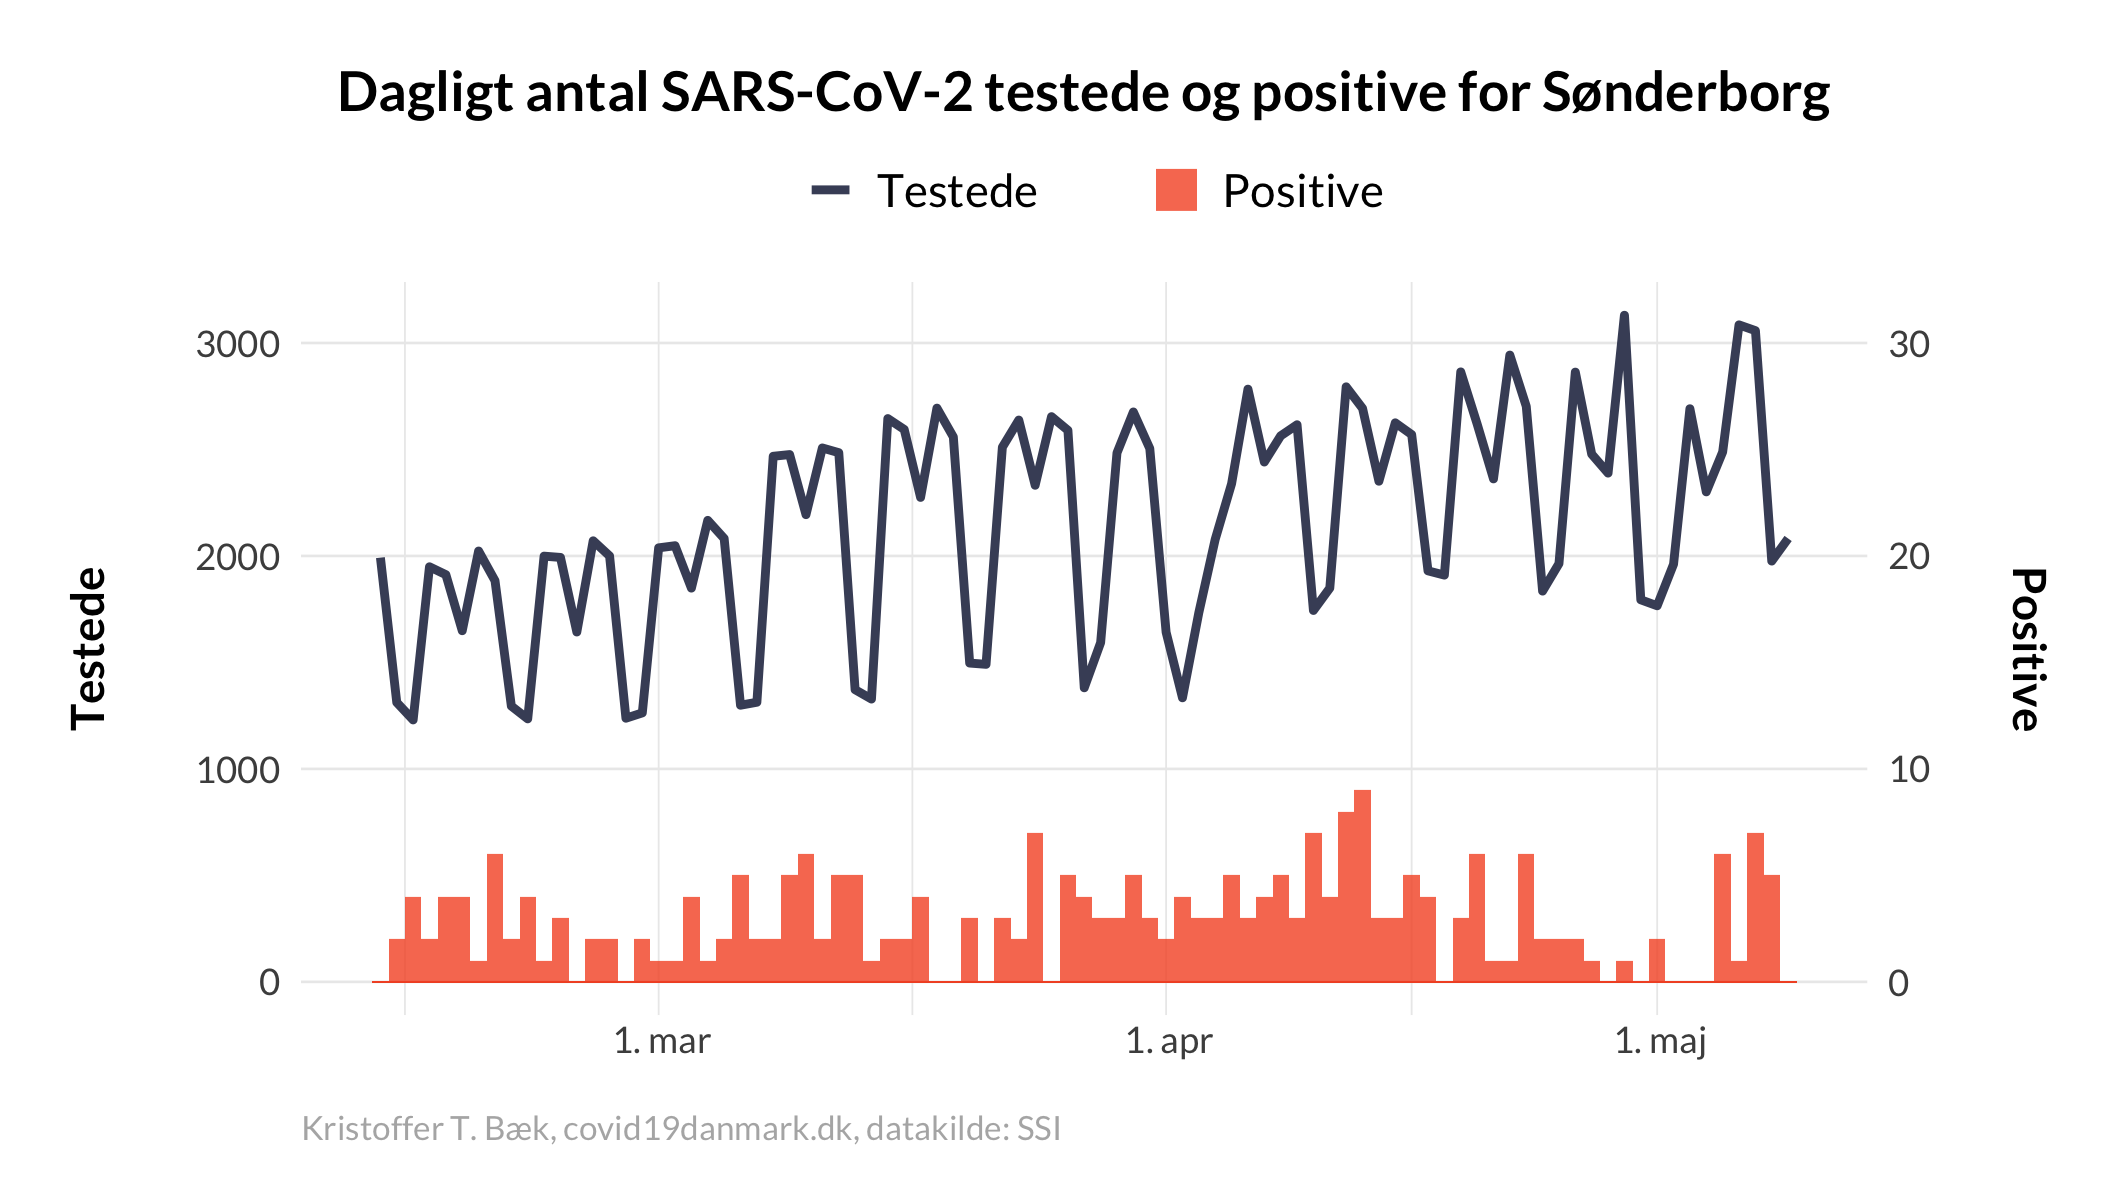 Dagligt antal SARS-CoV-2 testede og positive for Sønderborg
Testede Positive
3000 30
2000 20
1000 10
0 0
Testede
Positive
1. mar 1. apr 1. maj
Kristoffer T. Bæk, covid19danmark.dk, datakilde: SSI